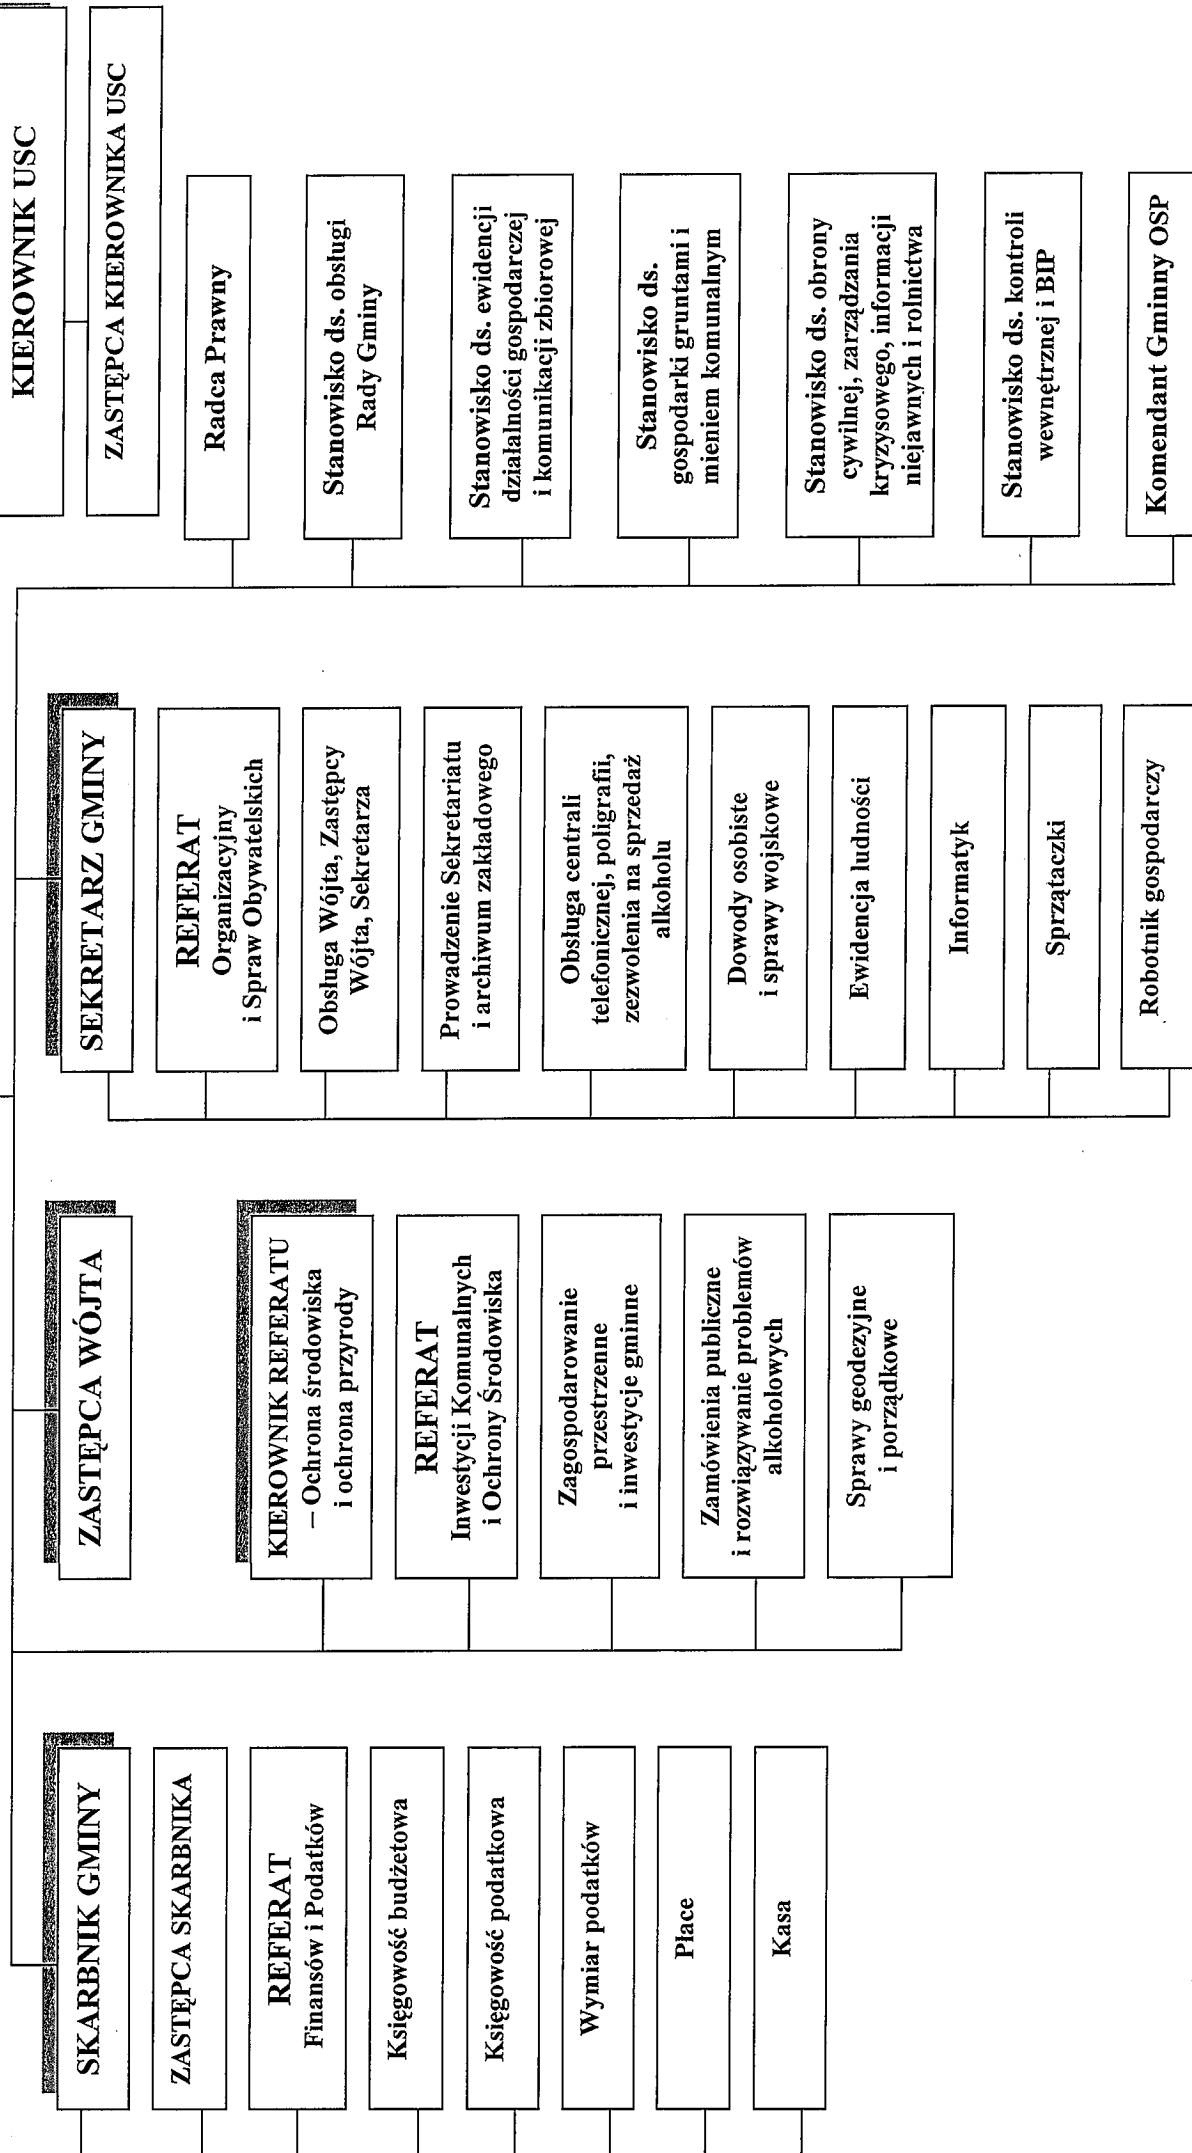 SKARBNIK GMINY
ZASTĘPCA SKARBNIKA
REFERAT
Finansów i Podatków
Księgowość budżetowa
Księgowość podatkowa
Wymiar podatków
Płace
Kasa
ZASTĘPCA WÓJTA
KIEROWNIK REFERATU
– Ochrona środowiska
i ochrona przyrody
REFERAT
Inwestycji Komunalnych
i Ochrony Środowiska
Zagospodarowanie
przestrzenne
i inwestycje gminne
Zamówienia publiczne
i rozwiązywanie problemów
alkoholowych
Sprawy geodezyjne
i porządkowe
SEKRETARZ GMINY
REFERAT
Organizacyjny
i Spraw Obywatelskich
Obsługa Wójta, Zastępcy
Wójta, Sekretarza
Prowadzenie Sekretariatu
i archiwum zakładowego
Obsługa centrali
telefonicznej, poligrafii,
zezwolenia na sprzedaż
alkoholu
Dowody osobiste
i sprawy wojskowe
Ewidencja ludności
Informatyk
Sprzątaczki
Robotnik gospodarczy
KIEROWNIK USC
ZASTĘPCA KIEROWNIKA USC
Radca Prawny
Stanowisko ds. obsługi
Rady Gminy
Stanowisko ds. ewidencji
działalności gospodarczej
i komunikacji zbiorowej
Stanowisko ds.
gospodarki gruntami i
mieniem komunalnym
Stanowisko ds. obrony
cywilnej, zarządzania
kryzysowego, informacji
niejawnych i rolnictwa
Stanowisko ds. kontroli
wewnętrznej i BIP
Komendant Gminny OSP